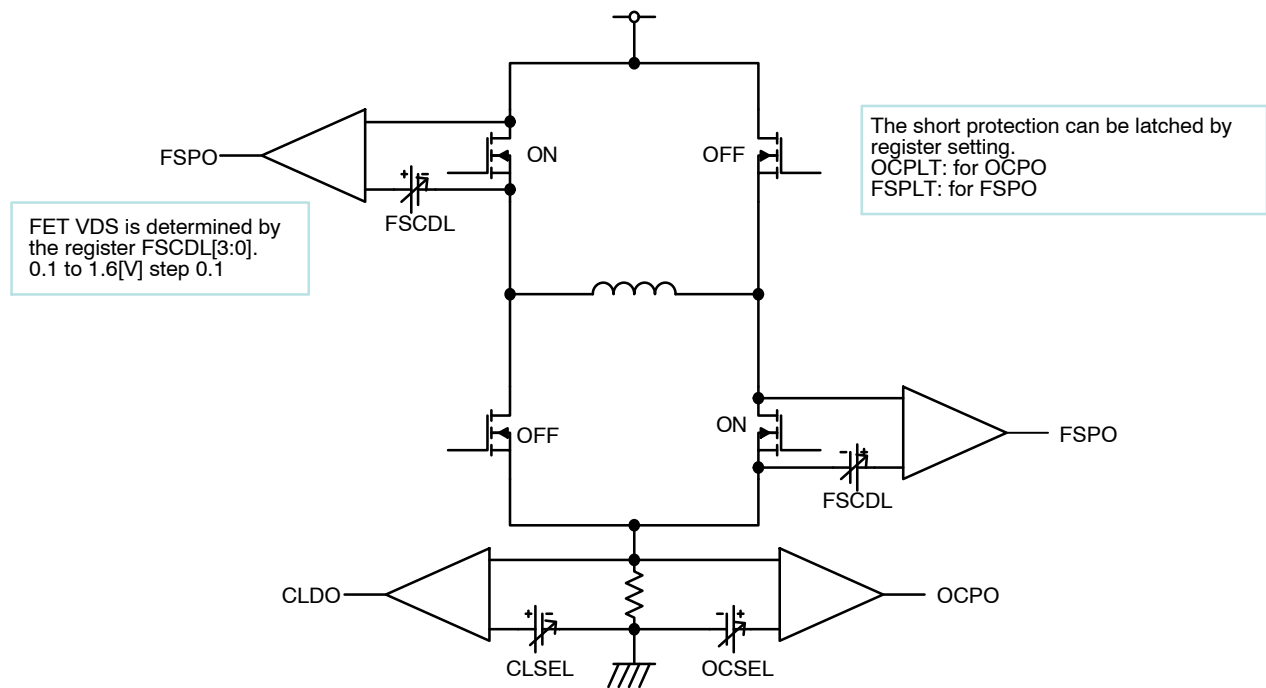 The short protection can be latched by
register setting.
OCPLT: for OCPO
FSPLT: for FSPO
FSPO
ON
OFF
+ -
FSCDL
FET VDS is determined by
the register FSCDL[3:0].
0.1 to 1.6[V] step 0.1
OFF
ON
FSPO
- +
FSCDL
CLDO
OCPO
+ -
- +
CLSEL
OCSEL